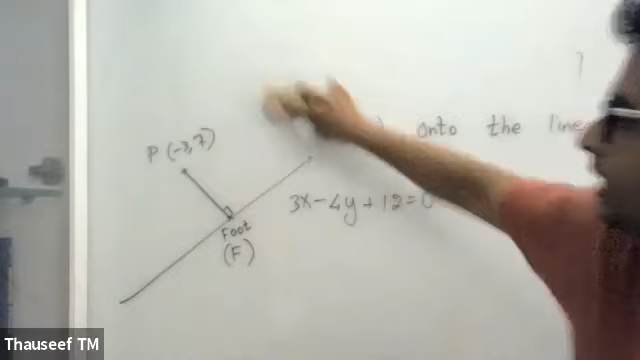 onto the line
P (-3,7)
3x-4y+12=0
Foot
(F)
Thauseef TM